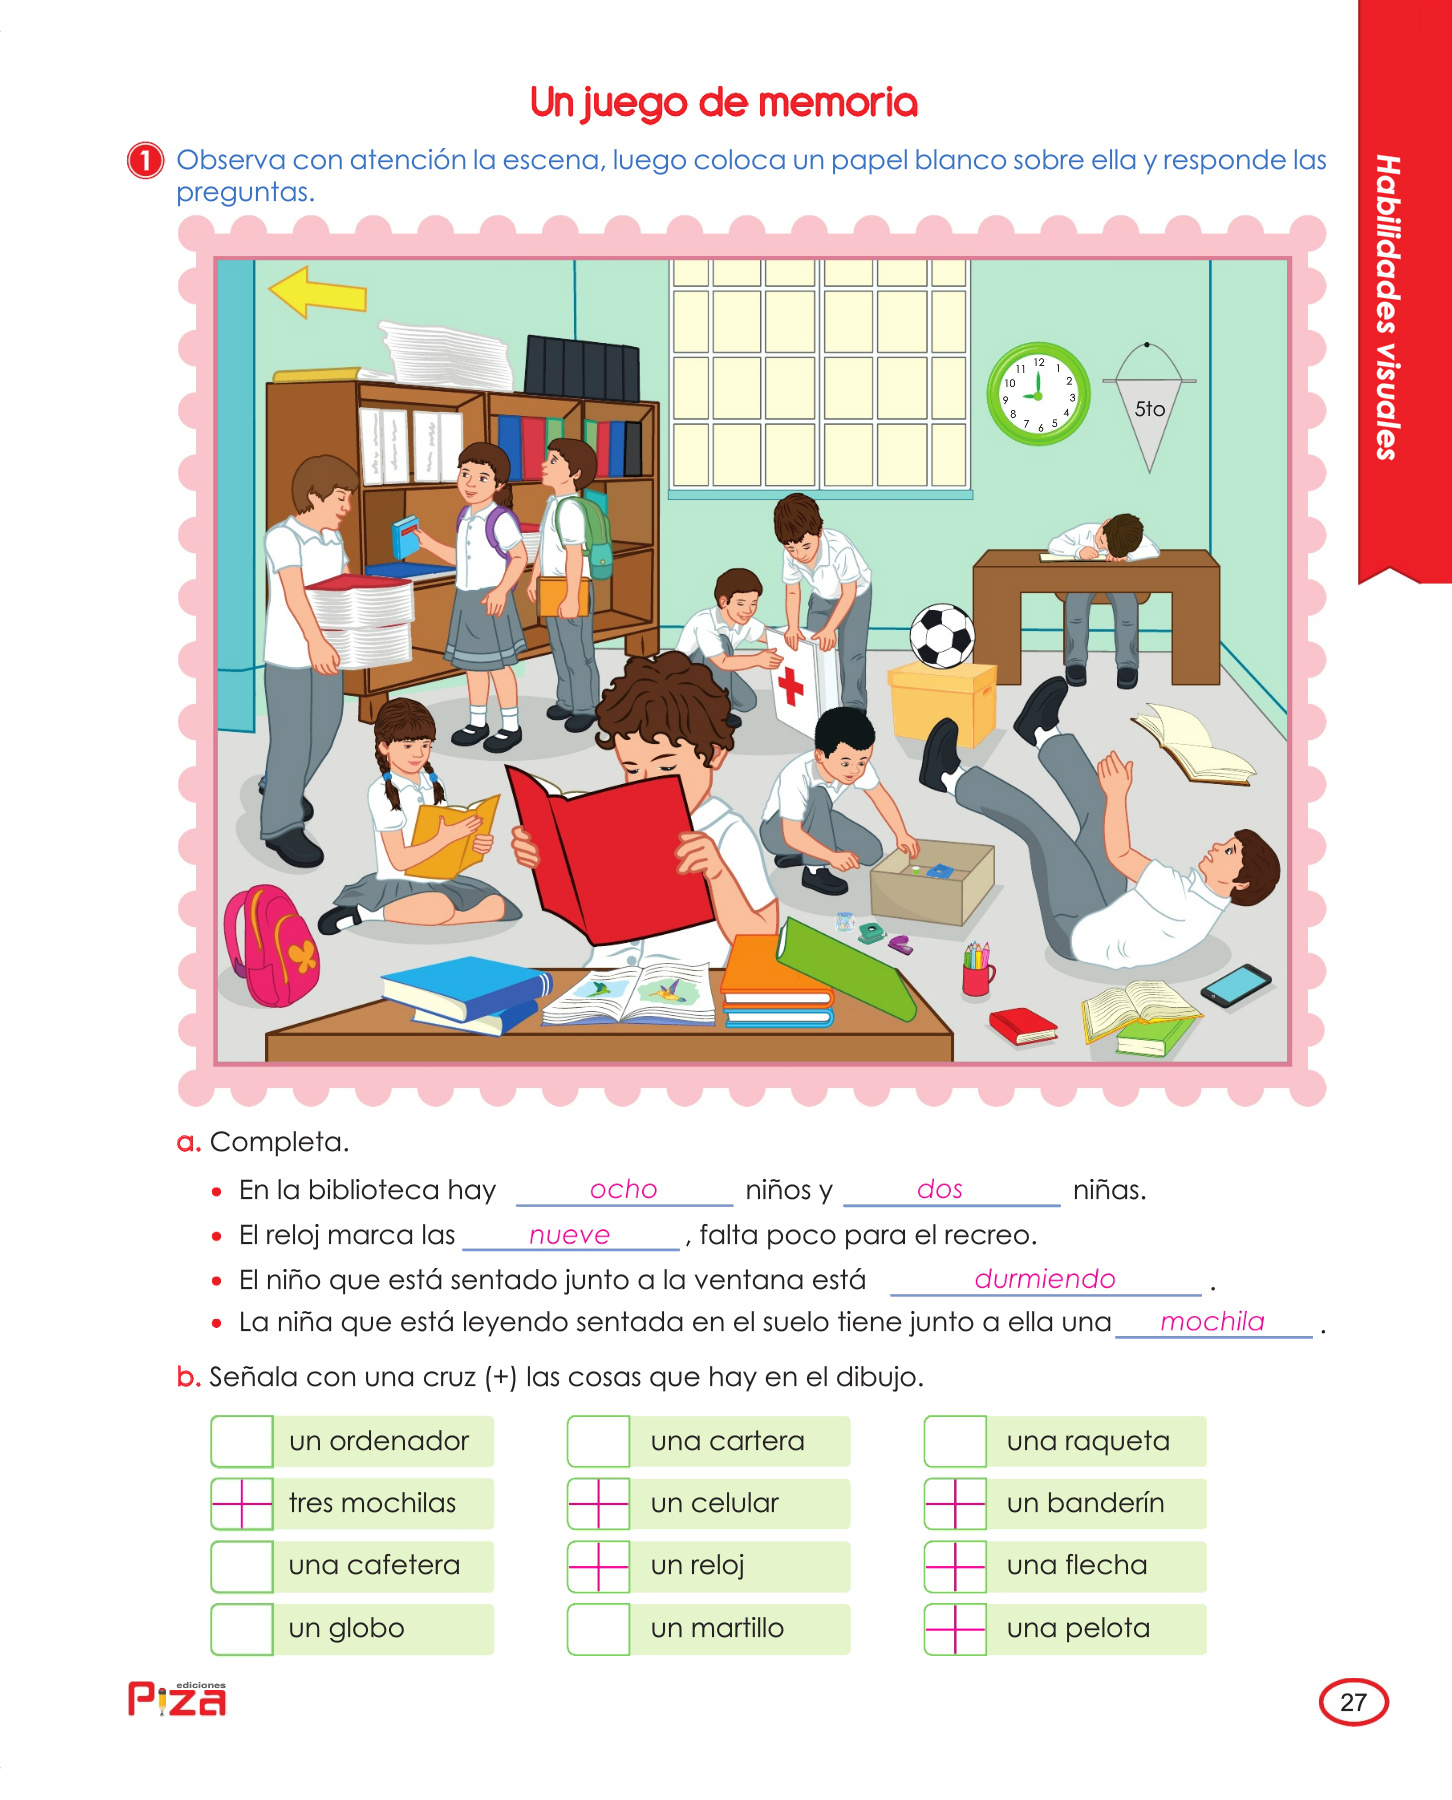 Un juego de memoria
1 Observa con atención la escena, luego coloca un papel blanco sobre ella y responde las
preguntas.
Habilidades visuales
12
11 1
10 2
9 3
8 4
7 6 5
5to
a. Completa.
• En la biblioteca hay ocho niños y dos niñas.
• El reloj marca las nueve , falta poco para el recreo.
• El niño que está sentado junto a la ventana está durmiendo .
• La niña que está leyendo sentada en el suelo tiene junto a ella una mochila .
b. Señala con una cruz (+) las cosas que hay en el dibujo.
un ordenador una cartera una raqueta
+ tres mochilas + un celular + un banderín
una cafetera + un reloj + una flecha
un globo un martillo + una pelota
ediciones
Piza
27